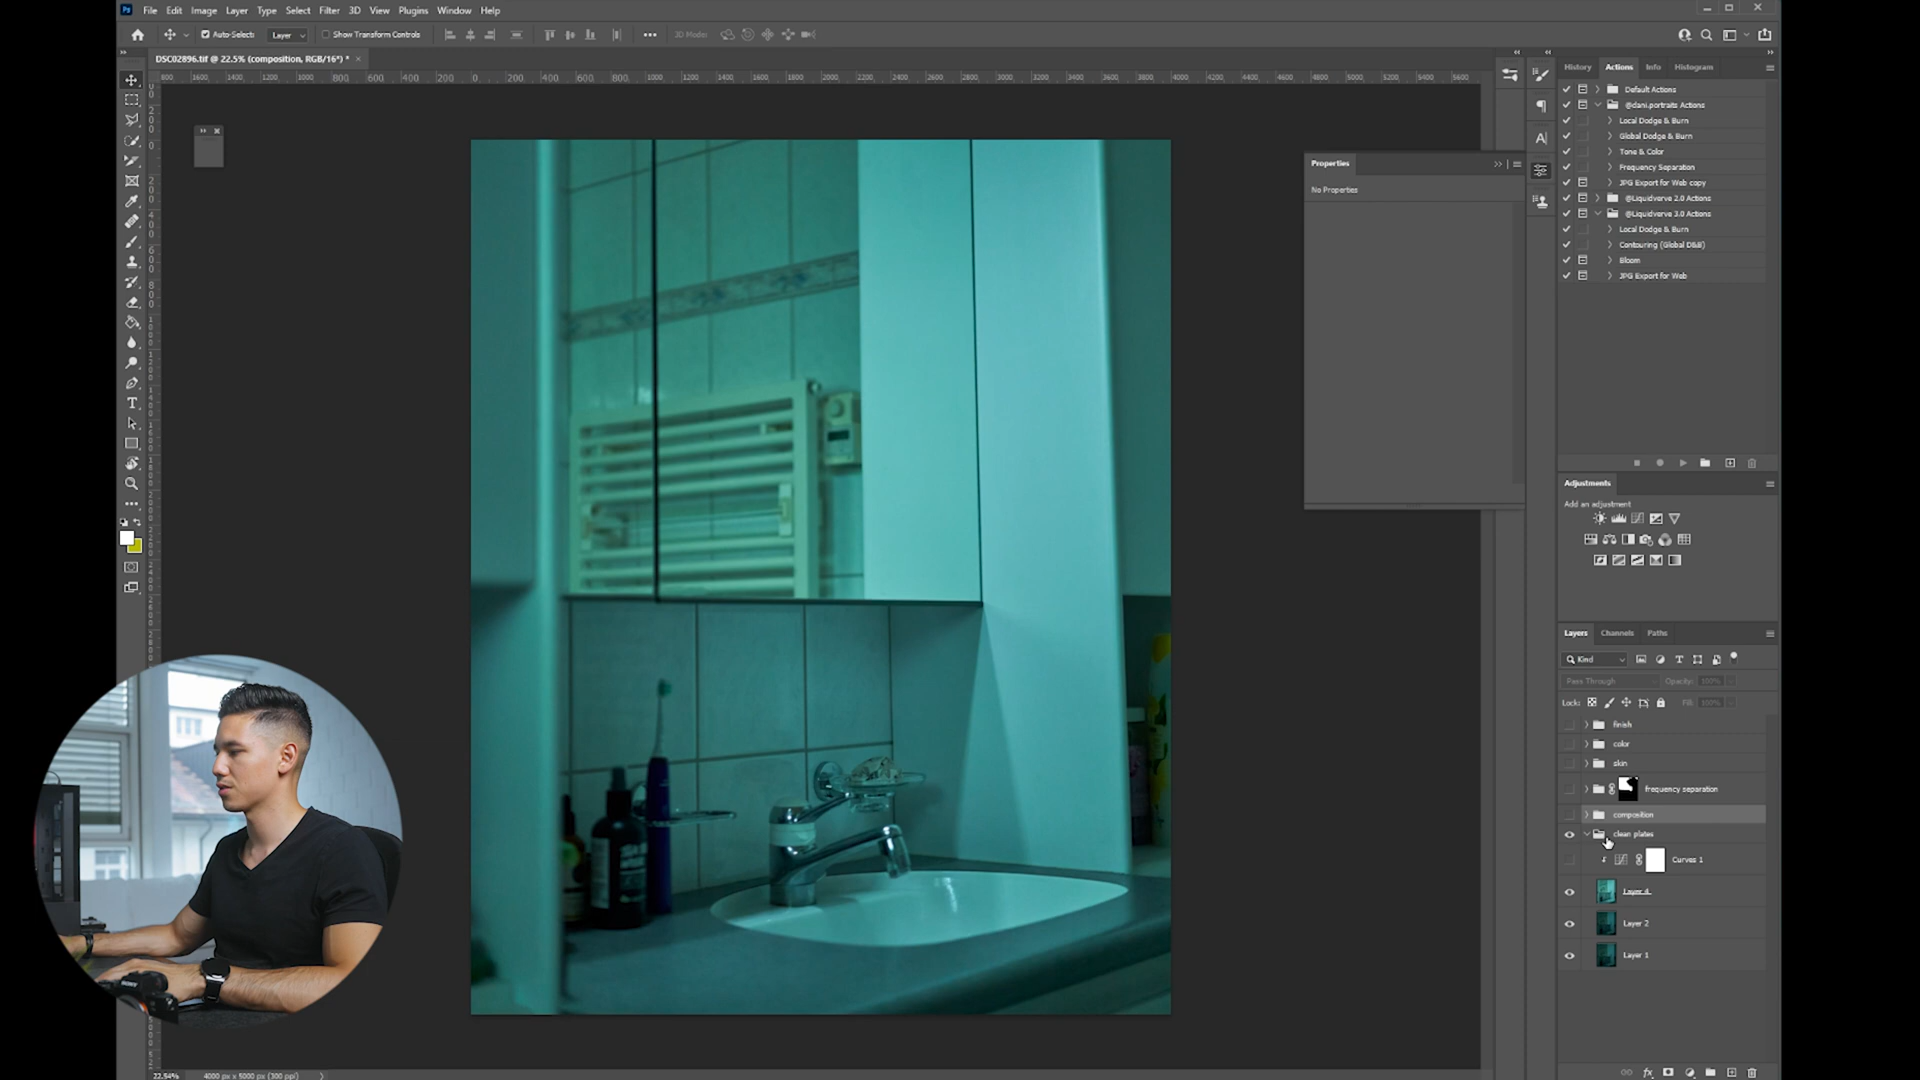 File Edit Image Layer Type Select Filter 3D View Plugins Window Help
Auto-Select: Layer Show Transform Controls 3D Mode:
DSC02896.tif @ 22.5% (composition, RGB/16*) *
History Actions Info Histogram
Default Actions
@dani.portraits Actions
Local Dodge & Burn
Global Dodge & Burn
Tone & Color
Frequency Separation
JPG Export for Web copy
@Liquidverve 2.0 Actions
@Liquidverve 3.0 Actions
Local Dodge & Burn
Contouring (Global D&B)
Bloom
JPG Export for Web
Properties
No Properties
Adjustments
Add an adjustment
Layers Channels Paths
Kind
Pass Through Opacity: 100%
Lock: Fill: 100%
finish
color
skin
frequency separation
composition
clean plates
Curves 1
Layer 4
Layer 2
Layer 1
22.54% 4000 px x 5000 px (300 ppi)